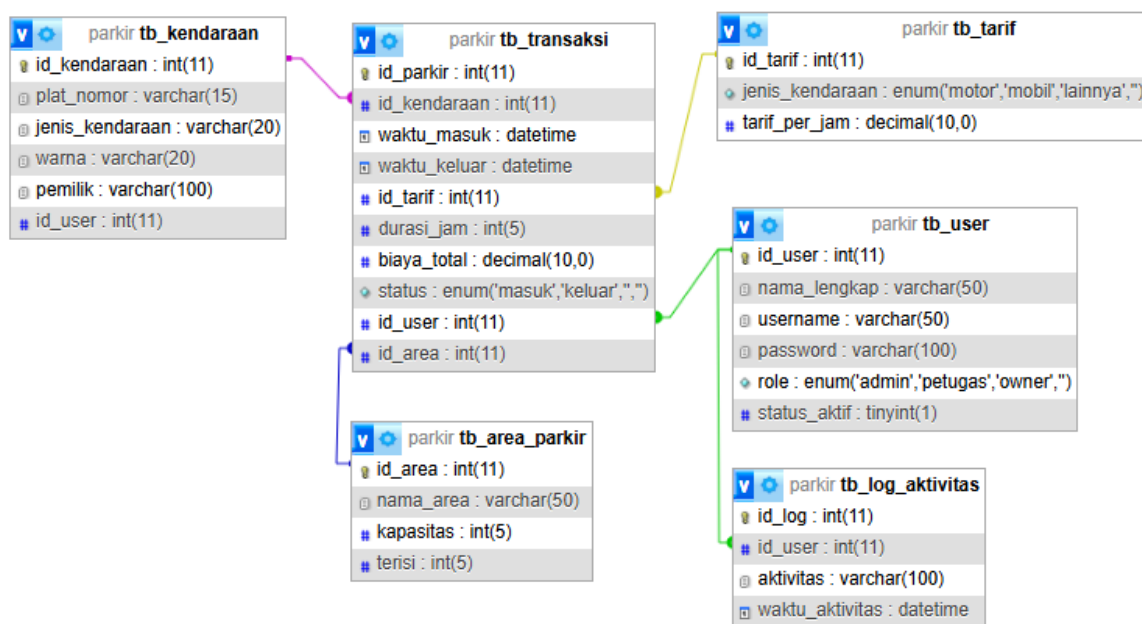 parkir tb_kendaraan
id_kendaraan : int(11)
plat_nomor : varchar(15)
jenis_kendaraan : varchar(20)
warna : varchar(20)
pemilik : varchar(100)
id_user : int(11)
parkir tb_transaksi
id_parkir : int(11)
id_kendaraan : int(11)
waktu_masuk : datetime
waktu_keluar : datetime
id_tarif : int(11)
durasi_jam : int(5)
biaya_total : decimal(10,0)
status : enum('masuk','keluar','','')
id_user : int(11)
id_area : int(11)
parkir tb_tarif
id_tarif : int(11)
jenis_kendaraan : enum('motor','mobil','lainnya','')
tarif_per_jam : decimal(10,0)
parkir tb_user
id_user : int(11)
nama_lengkap : varchar(50)
username : varchar(50)
password : varchar(100)
role : enum('admin','petugas','owner','')
status_aktif : tinyint(1)
parkir tb_area_parkir
id_area : int(11)
nama_area : varchar(50)
kapasitas : int(5)
terisi : int(5)
parkir tb_log_aktivitas
id_log : int(11)
id_user : int(11)
aktivitas : varchar(100)
waktu_aktivitas : datetime